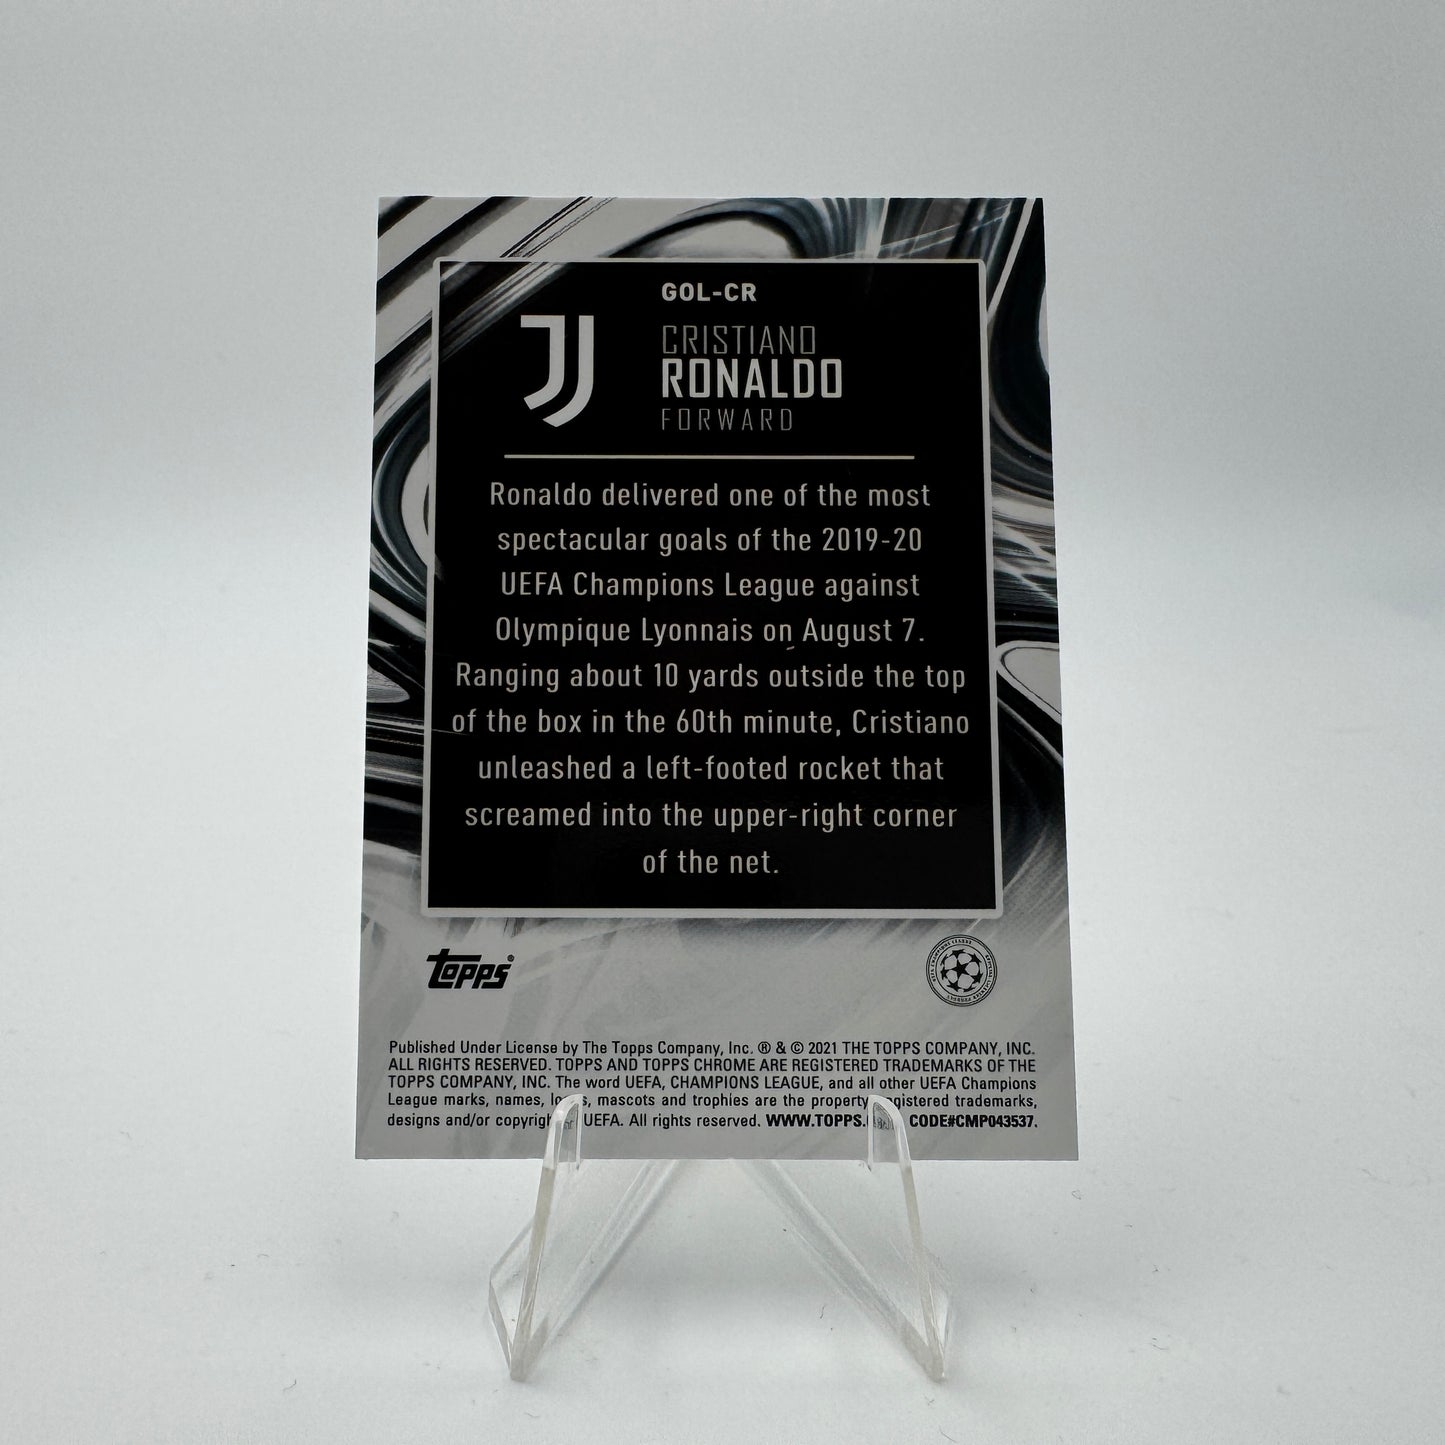 GOL-CR
CRISTIANO
RONALDO
FORWARD
Ronaldo delivered one of the most
spectacular goals of the 2019-20
UEFA Champions League against
Olympique Lyonnais on August 7.
Ranging about 10 yards outside the top
of the box in the 60th minute, Cristiano
unleashed a left-footed rocket that
screamed into the upper-right corner
of the net.
topps®
Published Under License by The Topps Company, Inc. ® & © 2021 THE TOPPS COMPANY, INC.
ALL RIGHTS RESERVED. TOPPS AND TOPPS CHROME ARE REGISTERED TRADEMARKS OF THE
TOPPS COMPANY, INC. The word UEFA, CHAMPIONS LEAGUE, and all other UEFA Champions
League marks, names, mascots and trophies are the property trademarks,
designs and/or UEFA. All rights reserved. WWW.TOPPS. CODE#CMP043537.